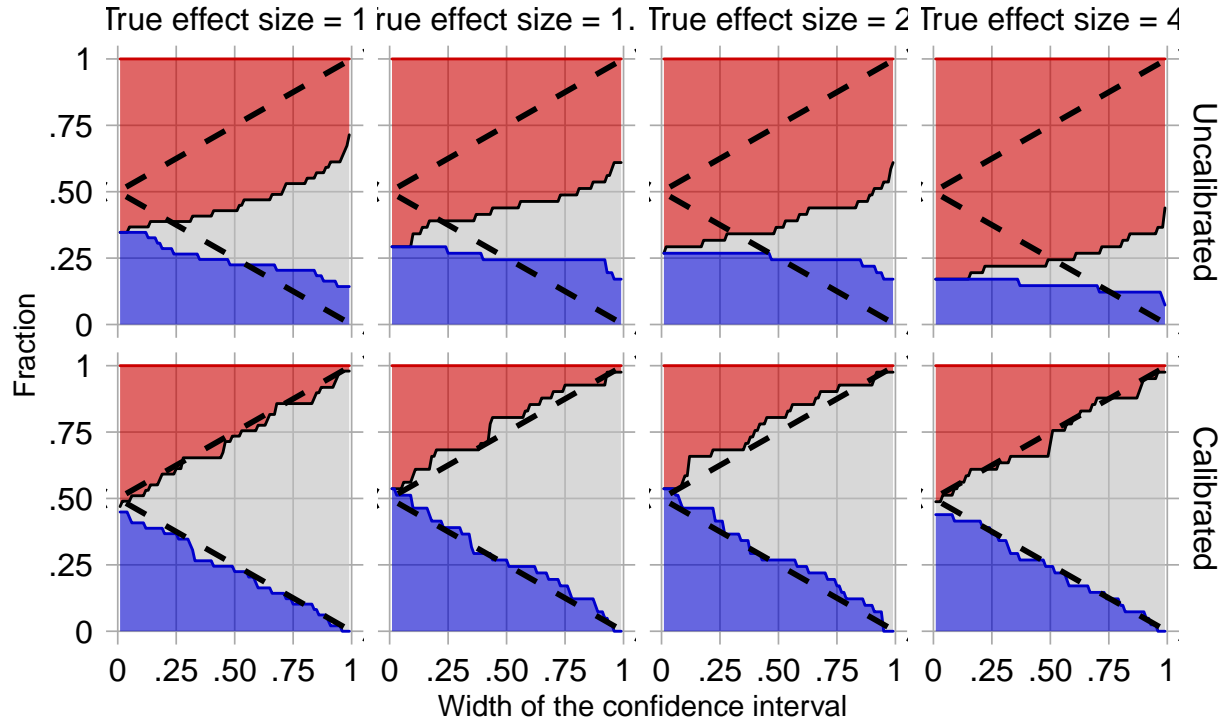 True effect size = 1
rue effect size = 1.
True effect size = 2
True effect size = 4
1
.75
.50
.25
0
Uncalibrated
Fraction
1
.75
.50
.25
0
Calibrated
0 .25 .50 .75 1
0 .25 .50 .75 1
0 .25 .50 .75 1
0 .25 .50 .75 1
Width of the confidence interval